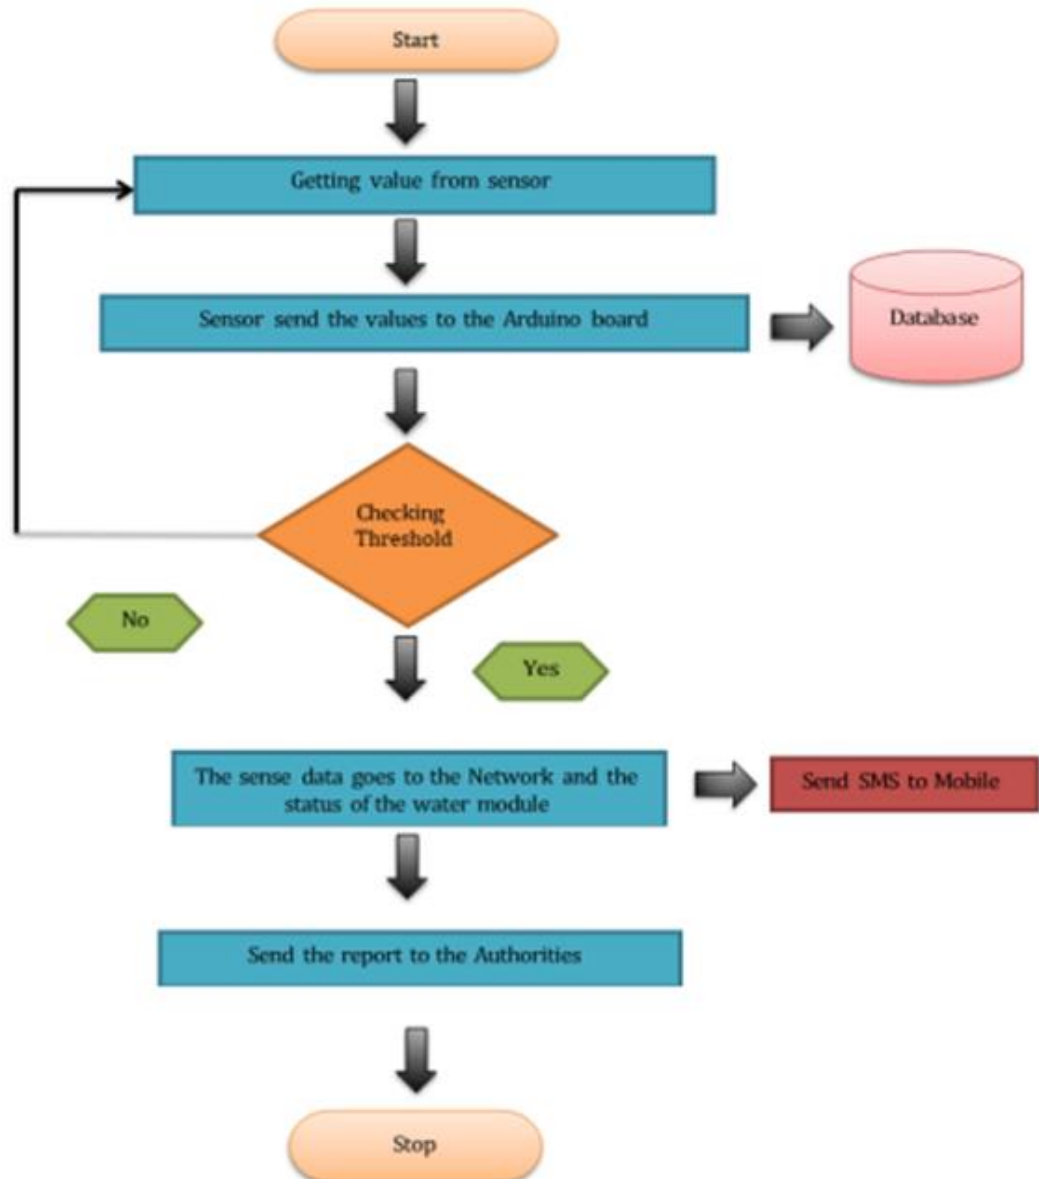 Start
Getting value from sensor
Sensor send the values to the Arduino board
Database
Checking
Threshold
No
Yes
The sense data goes to the Network and the
status of the water module
Send SMS to Mobile
Send the report to the Authorities
Stop